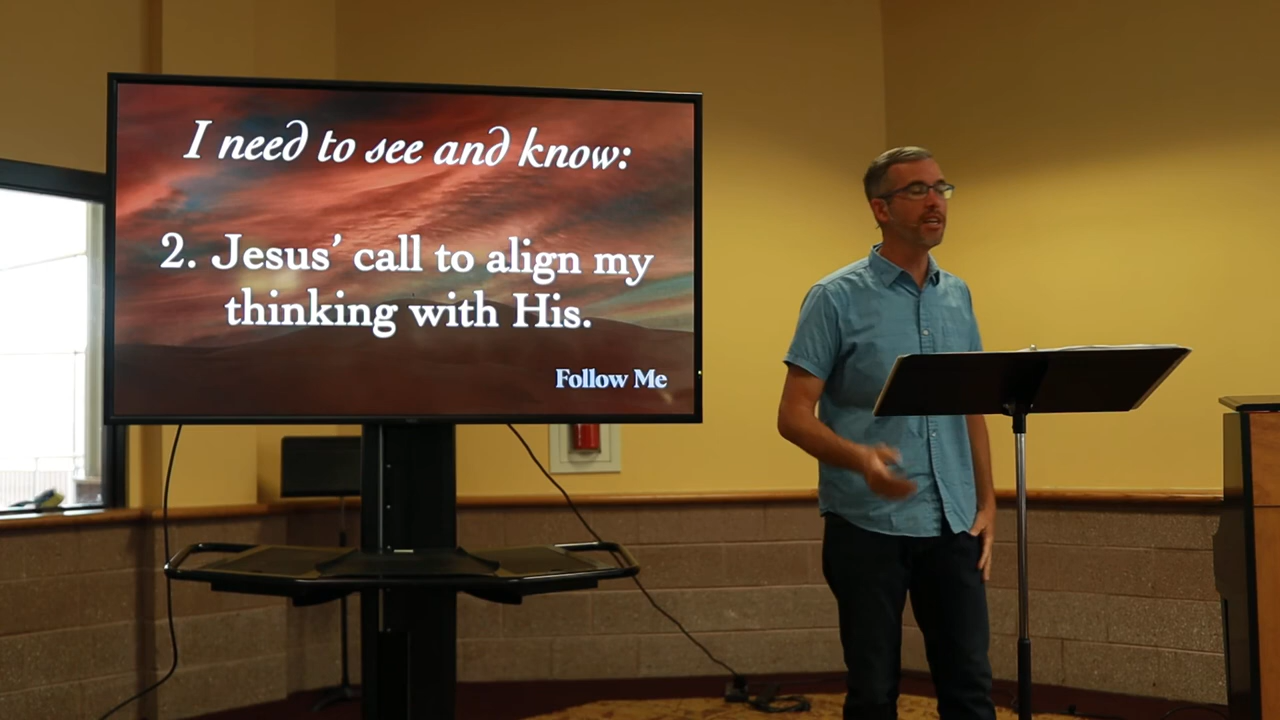 I need to see and know:
2. Jesus’ call to align my
thinking with His.
Follow Me